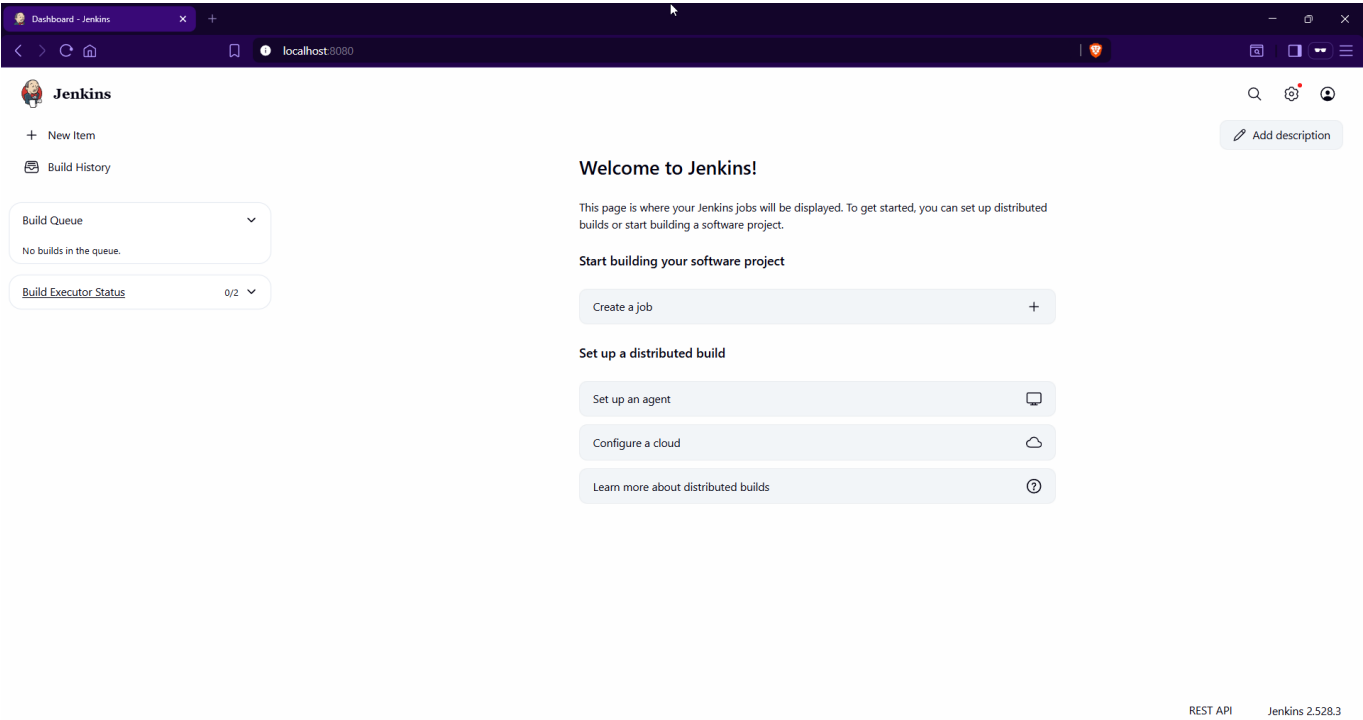 Dashboard - Jenkins
localhost:8080
Jenkins
New Item
Add description
Build History
Welcome to Jenkins!
This page is where your Jenkins jobs will be displayed. To get started, you can set up distributed
builds or start building a software project.
Build Queue
No builds in the queue.
Start building your software project
Build Executor Status 0/2
Create a job
Set up a distributed build
Set up an agent
Configure a cloud
Learn more about distributed builds
REST API Jenkins 2.528.3